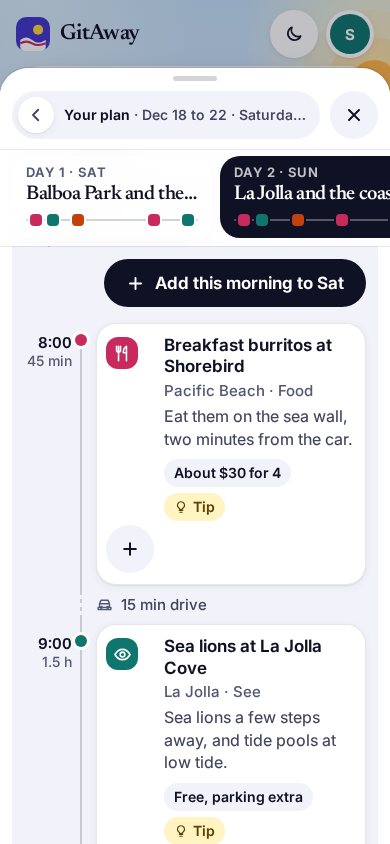 GitAway
S
Your plan · Dec 18 to 22 · Saturda...
DAY 1 · SAT
Balboa Park and the...
DAY 2 · SUN
La Jolla and the coas
Add this morning to Sat
8:00
45 min
Breakfast burritos at
Shorebird
Pacific Beach · Food
Eat them on the sea wall,
two minutes from the car.
About $30 for 4
Tip
15 min drive
9:00
1.5 h
Sea lions at La Jolla
Cove
La Jolla · See
Sea lions a few steps
away, and tide pools at
low tide.
Free, parking extra
Tip